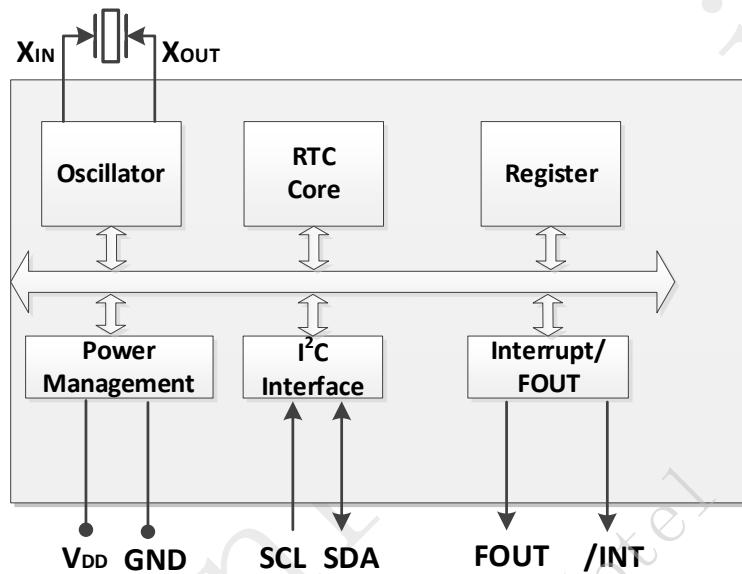 XIN XOUT
Oscillator
RTC
Core
Register
Power
Management
I²C
Interface
Interrupt/
FOUT
VDD GND SCL SDA FOUT /INT